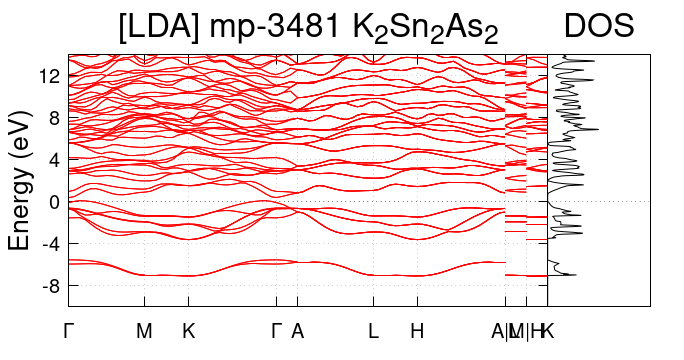 [LDA] mp-3481 K₂Sn₂As₂ DOS
Energy (eV)
12
8
4
0
-4
-8
Γ M K Γ A L H A|L M|H K